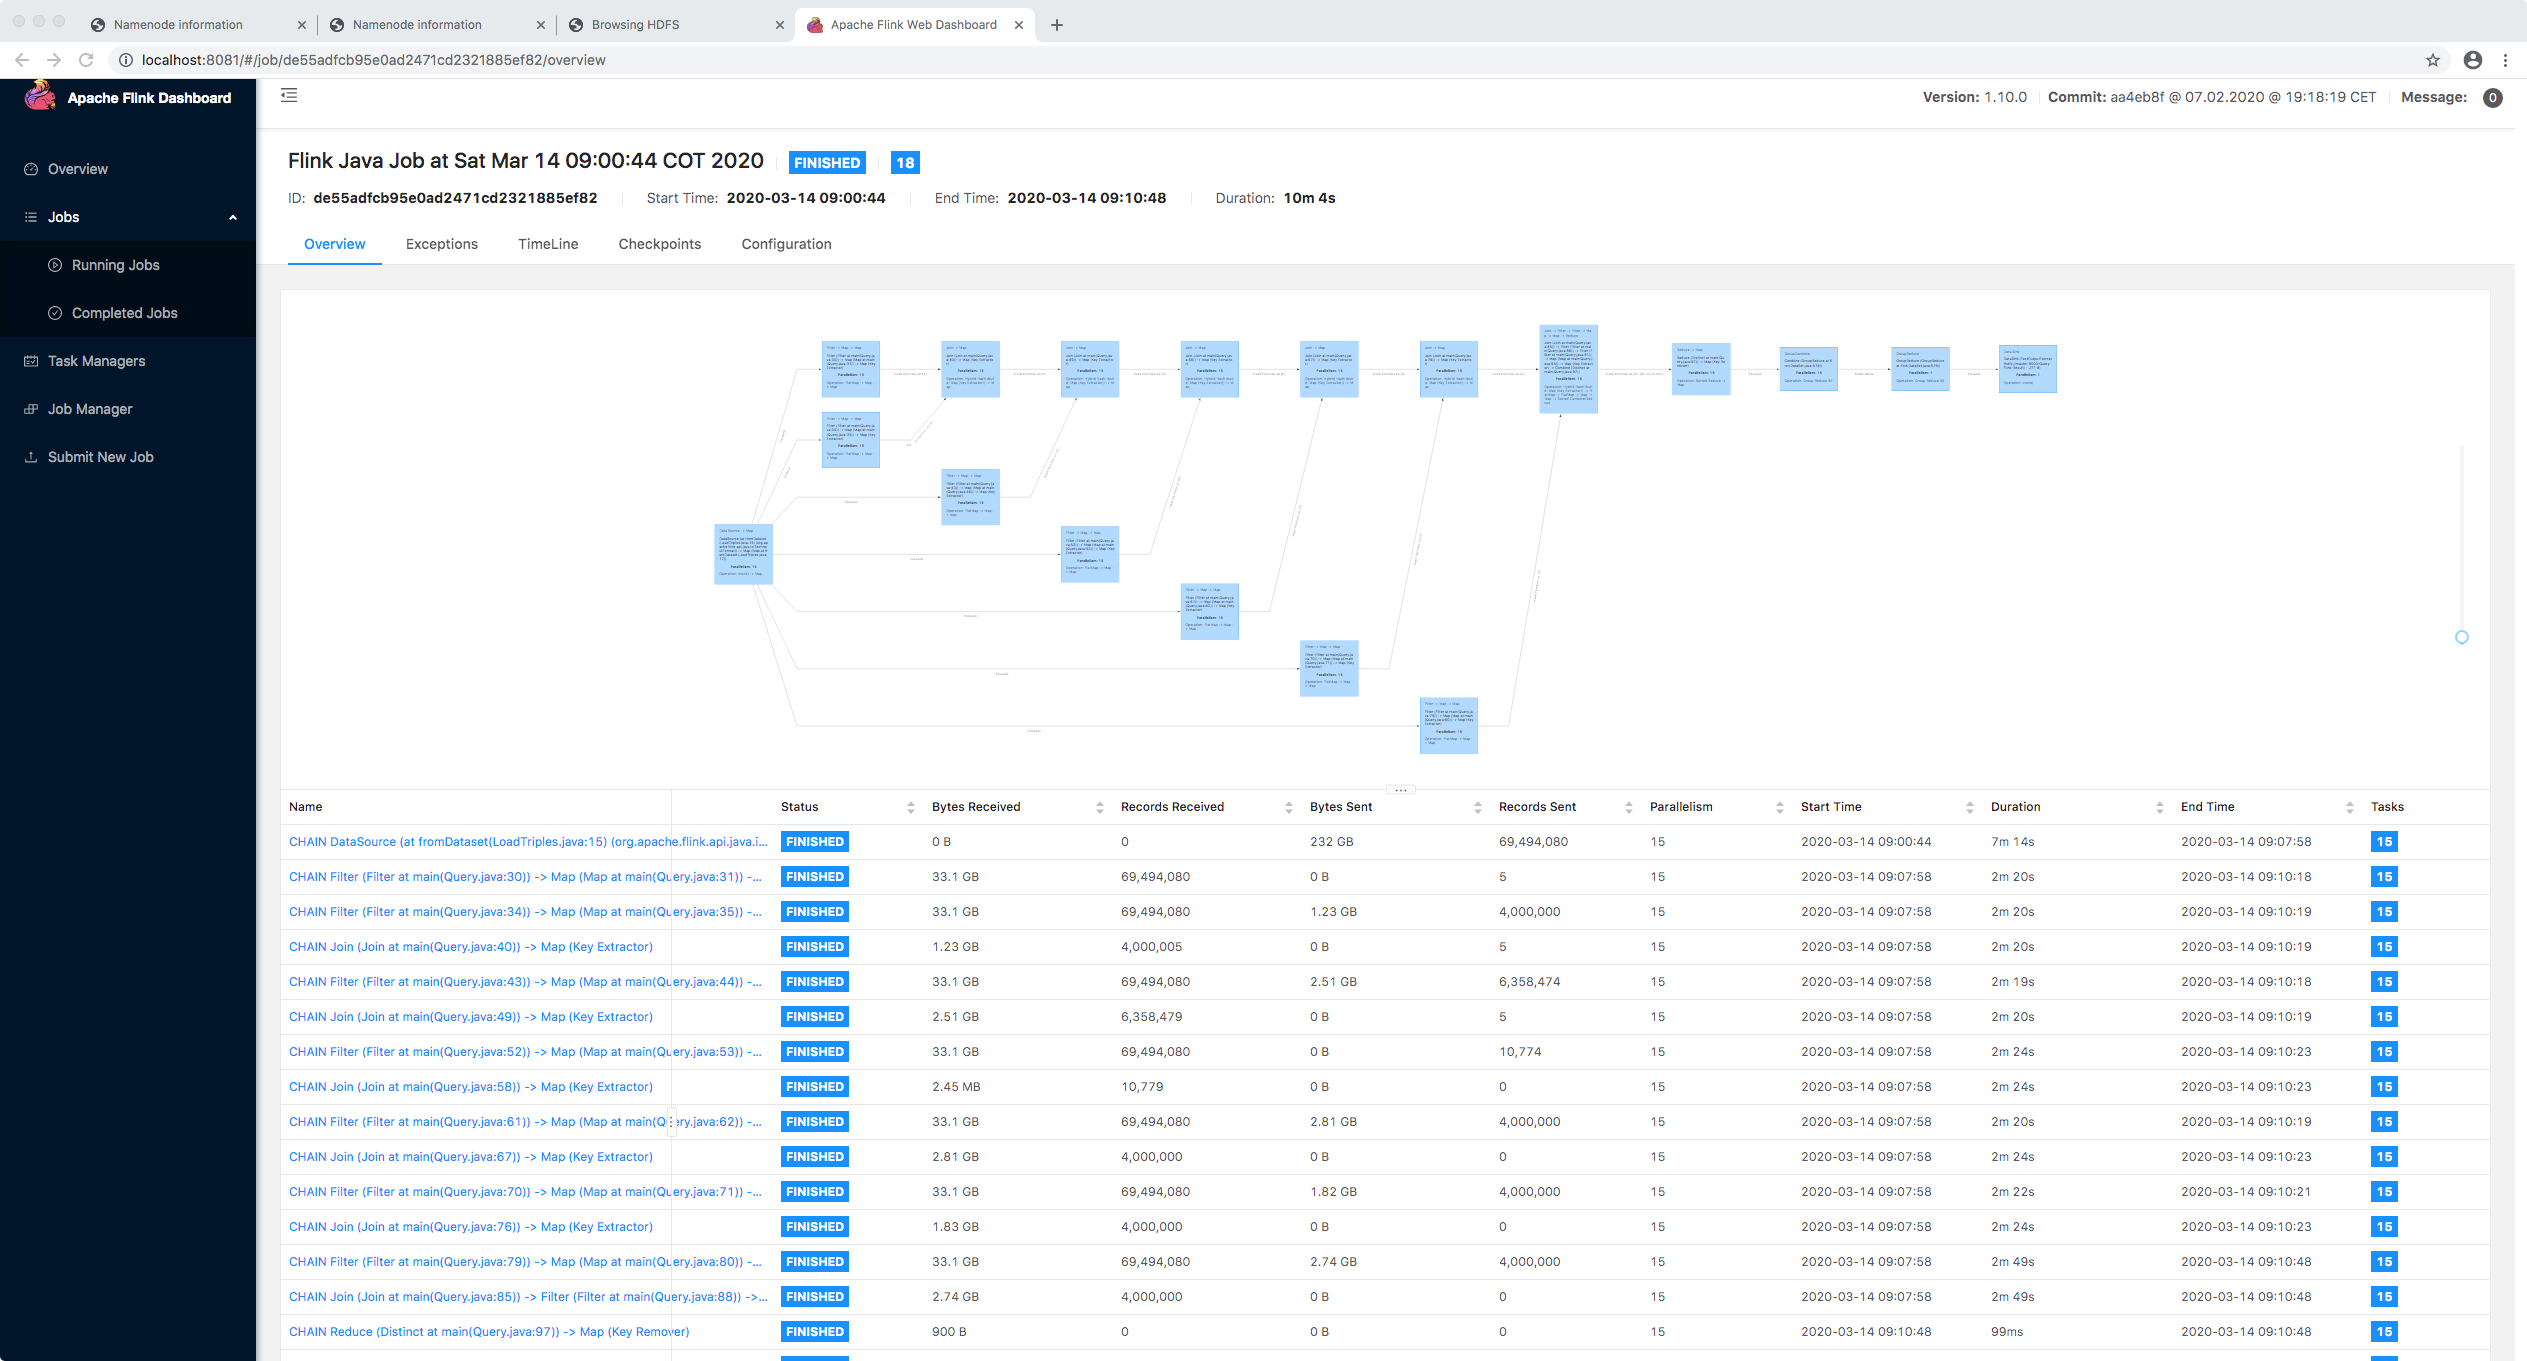 Namenode information
Namenode information
Browsing HDFS
Apache Flink Web Dashboard
localhost:8081/#/job/de55adfcb95e0ad2471cd2321885ef82/overview
Apache Flink Dashboard
Version: 1.10.0 Commit: aa4eb8f @ 07.02.2020 @ 19:18:19 CET Message: 0
Overview
Jobs
Running Jobs
Completed Jobs
Task Managers
Job Manager
Submit New Job
Flink Java Job at Sat Mar 14 09:00:44 COT 2020 FINISHED 18
ID: de55adfcb95e0ad2471cd2321885ef82 Start Time: 2020-03-14 09:00:44 End Time: 2020-03-14 09:10:48 Duration: 10m 4s
Overview Exceptions TimeLine Checkpoints Configuration
Name Status Bytes Received Records Received Bytes Sent Records Sent Parallelism Start Time Duration End Time Tasks
CHAIN DataSource (at fromDataset(LoadTriples.java:15) (org.apache.flink.api.java.i... FINISHED 0 B 0 232 GB 69,494,080 15 2020-03-14 09:00:44 7m 14s 2020-03-14 09:07:58 15
CHAIN Filter (Filter at main(Query.java:30)) -> Map (Map at main(Query.java:31)) -... FINISHED 33.1 GB 69,494,080 0 B 5 15 2020-03-14 09:07:58 2m 20s 2020-03-14 09:10:18 15
CHAIN Filter (Filter at main(Query.java:34)) -> Map (Map at main(Query.java:35)) -... FINISHED 33.1 GB 69,494,080 1.23 GB 4,000,000 15 2020-03-14 09:07:58 2m 20s 2020-03-14 09:10:19 15
CHAIN Join (Join at main(Query.java:40)) -> Map (Key Extractor) FINISHED 1.23 GB 4,000,005 0 B 5 15 2020-03-14 09:07:58 2m 20s 2020-03-14 09:10:19 15
CHAIN Filter (Filter at main(Query.java:43)) -> Map (Map at main(Query.java:44)) -... FINISHED 33.1 GB 69,494,080 2.51 GB 6,358,474 15 2020-03-14 09:07:58 2m 19s 2020-03-14 09:10:18 15
CHAIN Join (Join at main(Query.java:49)) -> Map (Key Extractor) FINISHED 2.51 GB 6,358,479 0 B 5 15 2020-03-14 09:07:58 2m 20s 2020-03-14 09:10:19 15
CHAIN Filter (Filter at main(Query.java:52)) -> Map (Map at main(Query.java:53)) -... FINISHED 33.1 GB 69,494,080 0 B 10,774 15 2020-03-14 09:07:58 2m 24s 2020-03-14 09:10:23 15
CHAIN Join (Join at main(Query.java:58)) -> Map (Key Extractor) FINISHED 2.45 MB 10,779 0 B 0 15 2020-03-14 09:07:58 2m 24s 2020-03-14 09:10:23 15
CHAIN Filter (Filter at main(Query.java:61)) -> Map (Map at main(Query.java:62)) -... FINISHED 33.1 GB 69,494,080 2.81 GB 4,000,000 15 2020-03-14 09:07:58 2m 20s 2020-03-14 09:10:19 15
CHAIN Join (Join at main(Query.java:67)) -> Map (Key Extractor) FINISHED 2.81 GB 4,000,000 0 B 0 15 2020-03-14 09:07:58 2m 24s 2020-03-14 09:10:23 15
CHAIN Filter (Filter at main(Query.java:70)) -> Map (Map at main(Query.java:71)) -... FINISHED 33.1 GB 69,494,080 1.82 GB 4,000,000 15 2020-03-14 09:07:58 2m 22s 2020-03-14 09:10:21 15
CHAIN Join (Join at main(Query.java:76)) -> Map (Key Extractor) FINISHED 1.83 GB 4,000,000 0 B 0 15 2020-03-14 09:07:58 2m 24s 2020-03-14 09:10:23 15
CHAIN Filter (Filter at main(Query.java:79)) -> Map (Map at main(Query.java:80)) -... FINISHED 33.1 GB 69,494,080 2.74 GB 4,000,000 15 2020-03-14 09:07:58 2m 49s 2020-03-14 09:10:48 15
CHAIN Join (Join at main(Query.java:85)) -> Filter (Filter at main(Query.java:88)) ->... FINISHED 2.74 GB 4,000,000 0 B 0 15 2020-03-14 09:07:58 2m 49s 2020-03-14 09:10:48 15
CHAIN Reduce (Distinct at main(Query.java:97)) -> Map (Key Remover) FINISHED 900 B 0 0 B 0 15 2020-03-14 09:10:48 99ms 2020-03-14 09:10:48 15